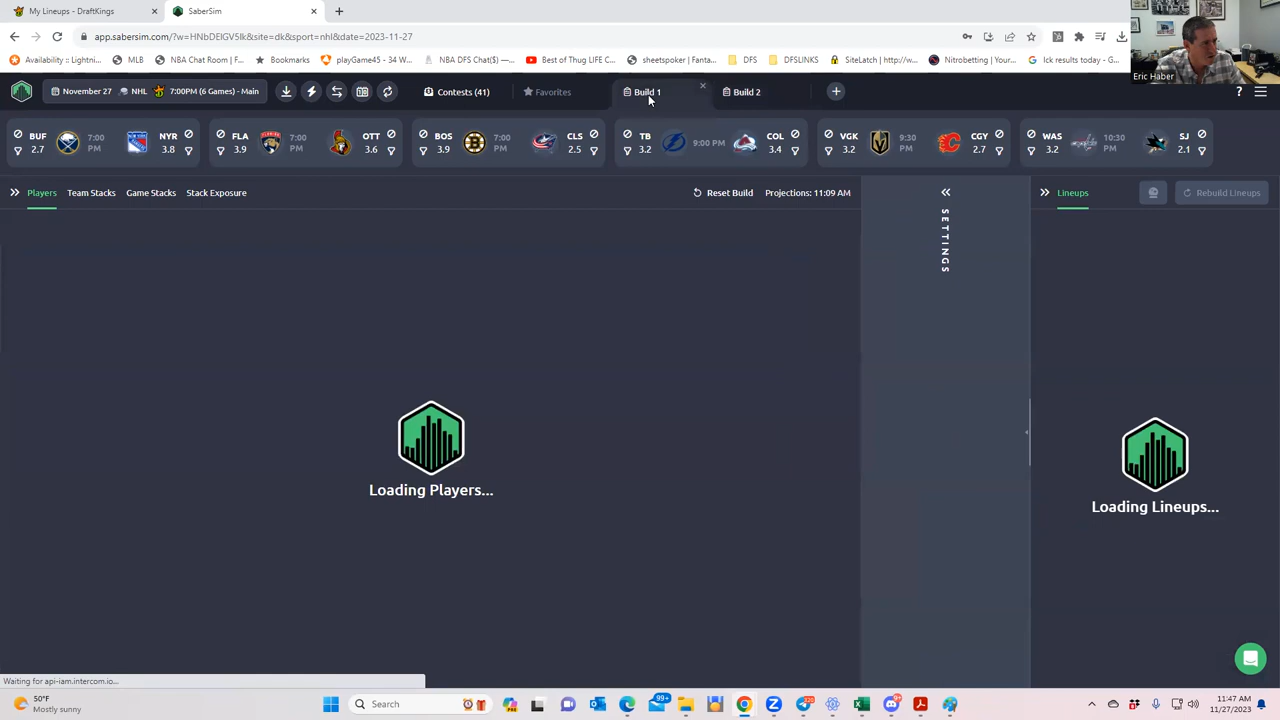 My Lineups - DraftKings
SaberSim
app.sabersim.com/?w=HNbDEIGV5lk&site=dk&sport=nhl&date=2023-11-27
Availability :: Lightni...
MLB
NBA Chat Room | F...
Bookmarks
playGame45 - 34 W...
NBA DFS Chat($) —...
Best of Thug LIFE C...
sheetspoker | Fanta...
DFS
DFSLINKS
SiteLatch | away N...
Nitrobetting | Your...
lck results today - G...
Eric Haber
November 27
NHL
7:00PM (6 Games) - Main
Contests (41)
Favorites
Build 1
Build 2
BUF 2.7 7:00 PM NYR 3.8
FLA 7:00 PM OTT 3.6
BOS 3.9 7:00 PM CLS 2.5
TB 3.2 9:00 PM COL 3.4
VGK 3.2 9:30 PM CGY 2.7
WAS 3.2 10:30 PM SJ 2.1
Players
Team Stacks
Game Stacks
Stack Exposure
Reset Build
Projections: 11:09 AM
SETTINGS
Lineups
Rebuild Lineups
Loading Players...
Loading Lineups...
Waiting for api-iam.intercom.io...
50°F
Mostly sunny
Search
99+
11:47 AM
11/27/2023